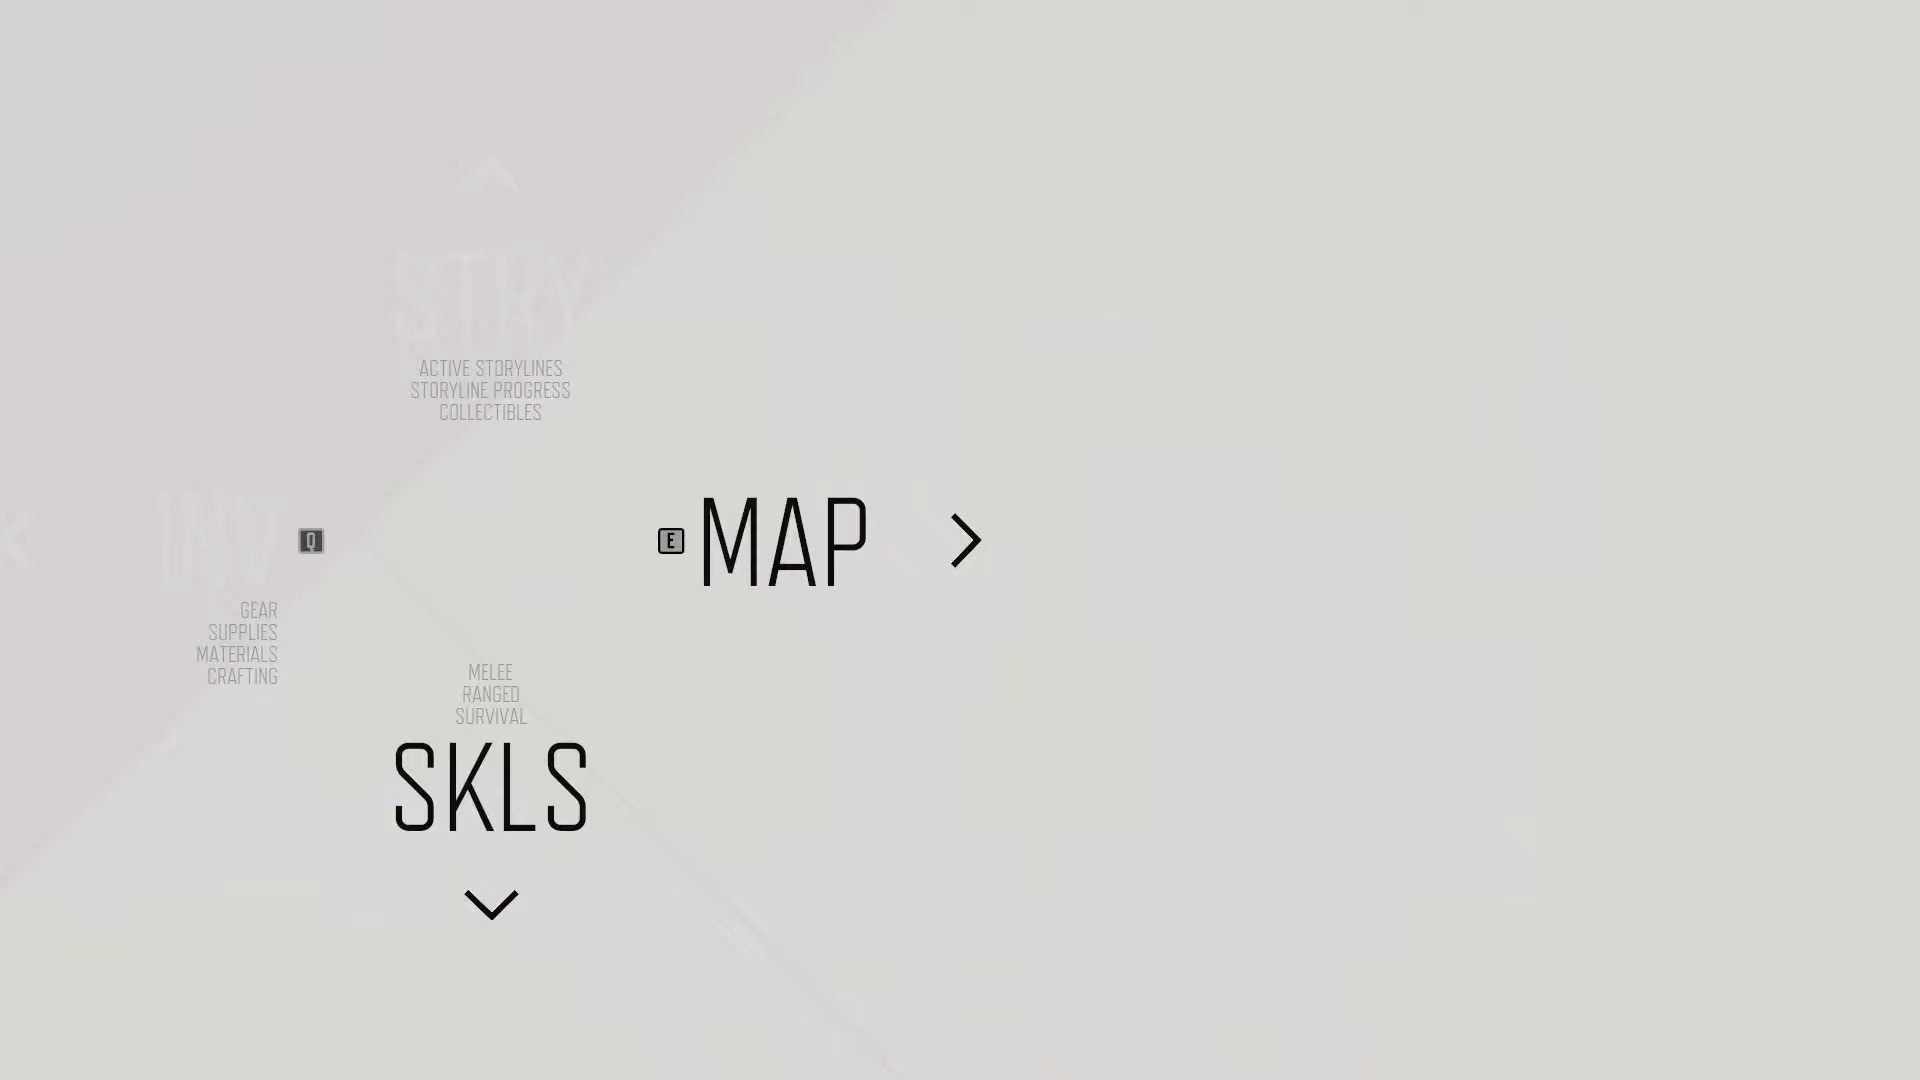 STRY
ACTIVE STORYLINES
STORYLINE PROGRESS
COLLECTIBLES
INV
Q
E
MAP
GEAR
SUPPLIES
MATERIALS
CRAFTING
MELEE
RANGED
SURVIVAL
SKLS